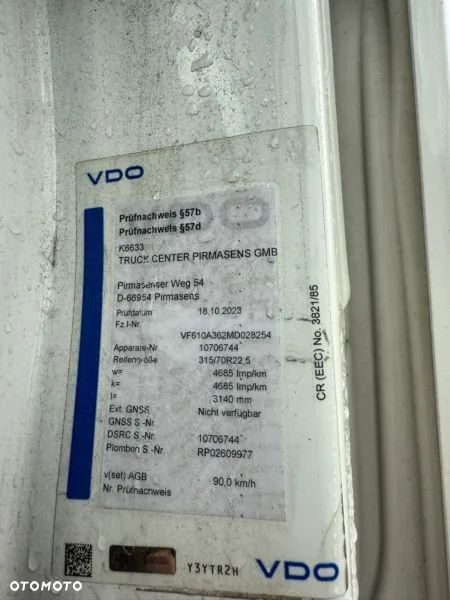 VDO
Prüfnachweis §57b
Prüfnachweis §57d
K6633
TRUCK CENTER PIRMASENS GMB
Pirmasenser Weg 54
D-66954 Pirmasens
Prüfdatum 18.10.2023
Fz.I-Nr.
VF610A362MD028254
Apparate-Nr. 10706744
Reifengröße 315/70R22,5
w= 4685 Imp/km
k= 4685 Imp/km
l= 3140 mm
Ext. GNSS Nicht verfügbar
GNSS S.-Nr.
DSRC S.-Nr. 10706744
Plomben S.-Nr. RP02609977
v(set) AGB 90,0 km/h
Nr. Prüfnachweis
CR (EEC) No. 3821/85
Y3YTR2H
VDO
OTOMOTO